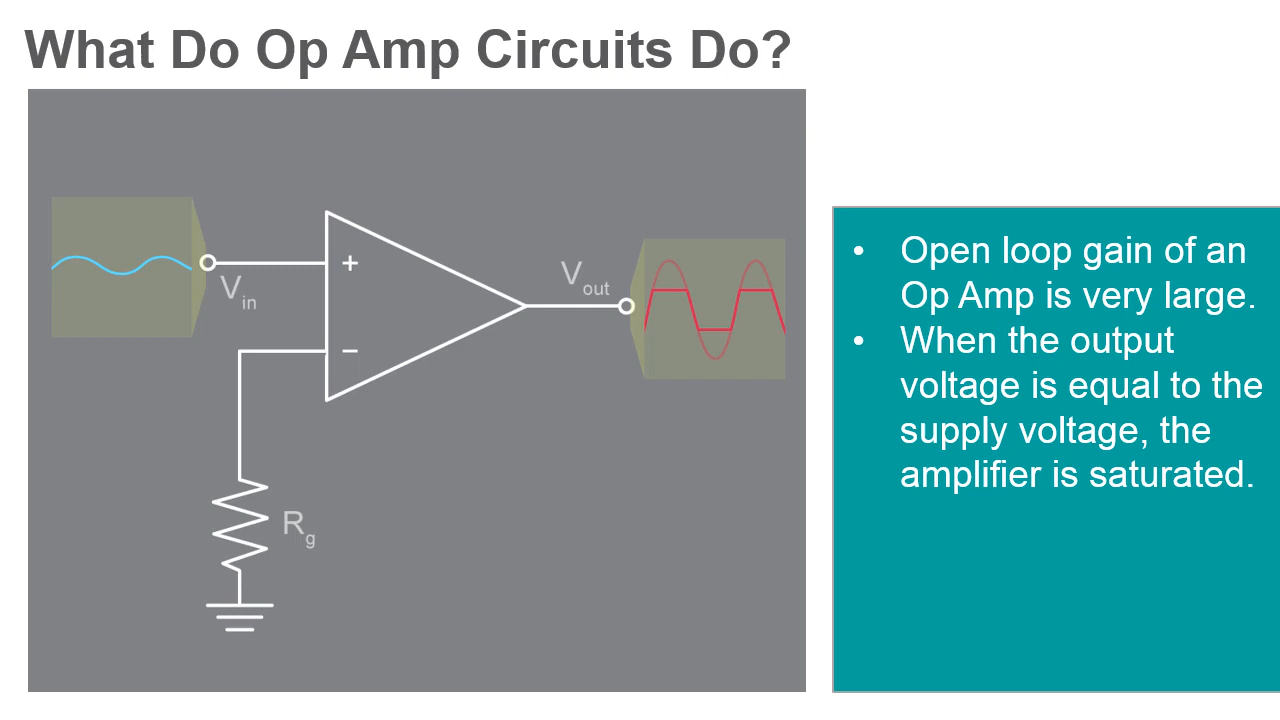 What Do Op Amp Circuits Do?
+
Vin
Vout
−
Rg
• Open loop gain of an
Op Amp is very large.
• When the output
voltage is equal to the
supply voltage, the
amplifier is saturated.